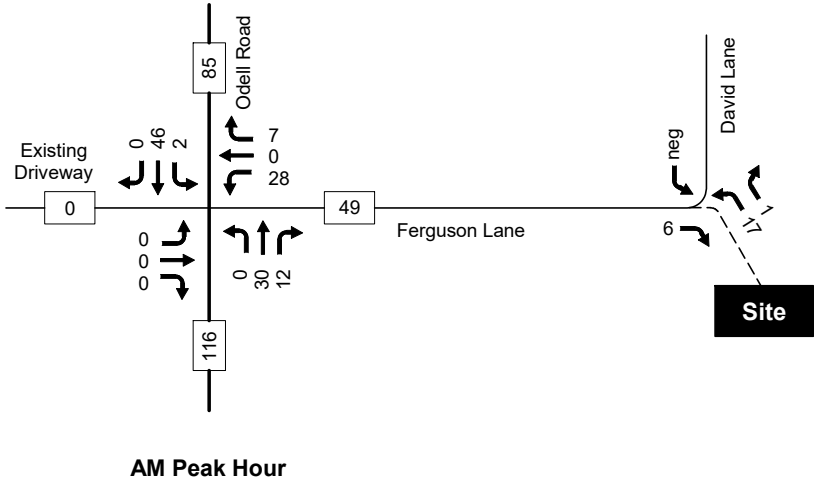 85
Odell Road
David Lane
0
46
2
7
0
28
neg
Existing
Driveway
0
49
Ferguson Lane
6
17
1
0
0
0
0
30
12
Site
116
AM Peak Hour